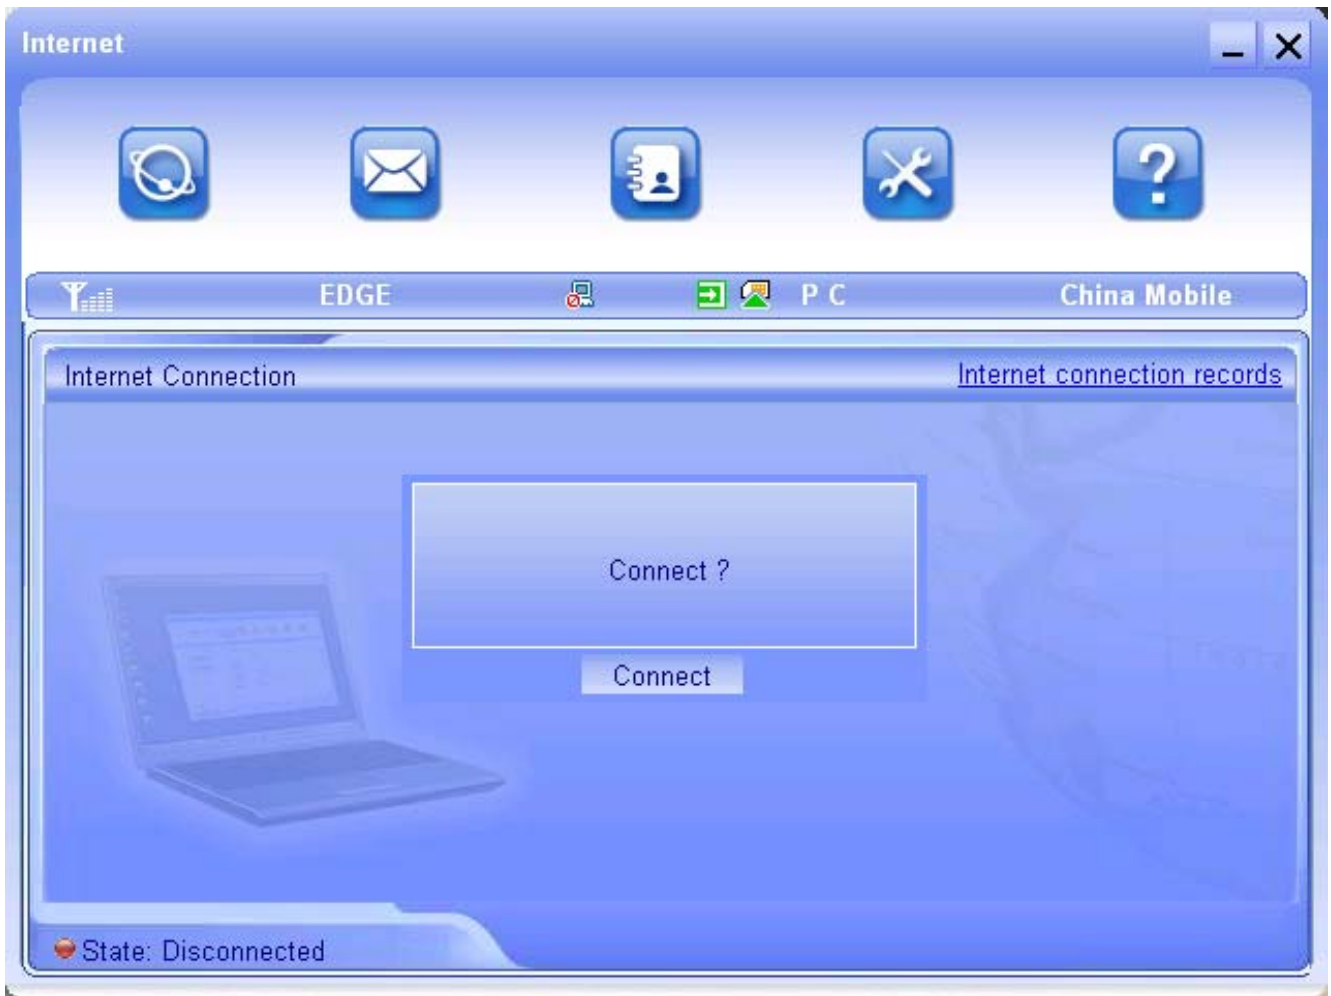 Internet
EDGE
P C
China Mobile
Internet Connection
Internet connection records
Connect ?
Connect
State: Disconnected